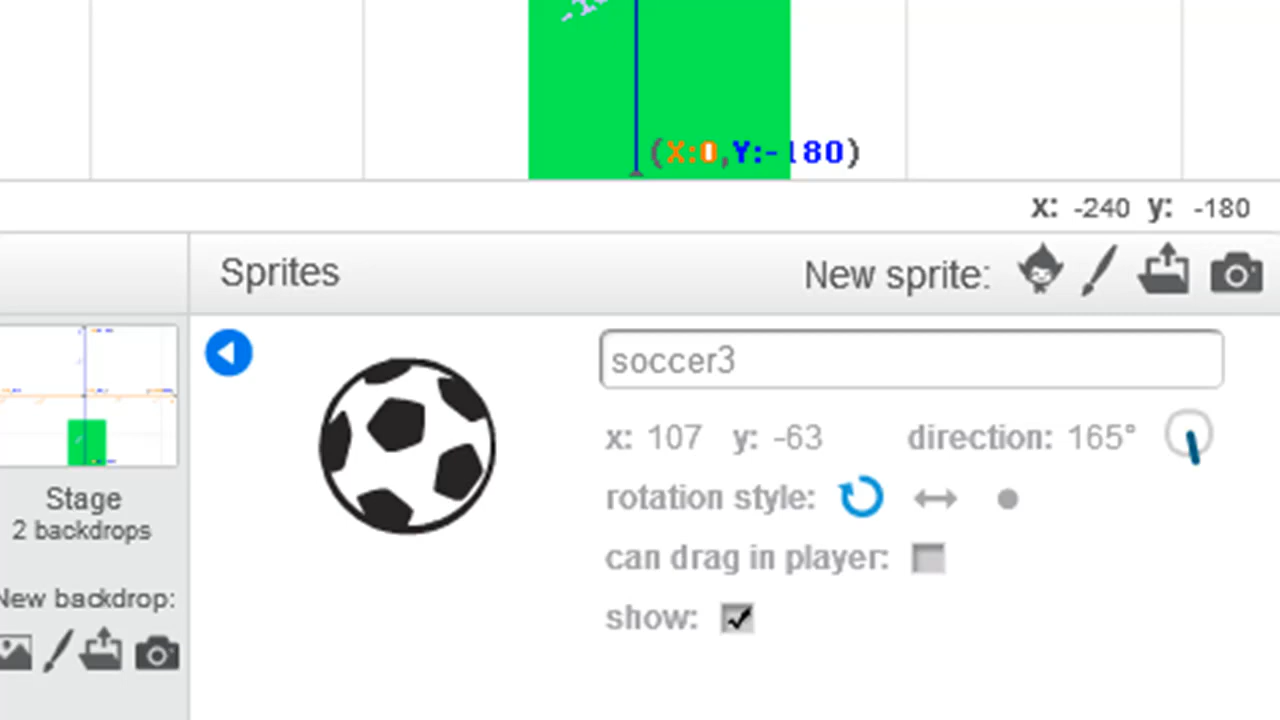 (X:0,Y:-180)
x: -240 y: -180
Sprites
New sprite:
soccer3
x: 107 y: -63 direction: 165°
rotation style:
can drag in player:
show:
Stage
2 backdrops
New backdrop: